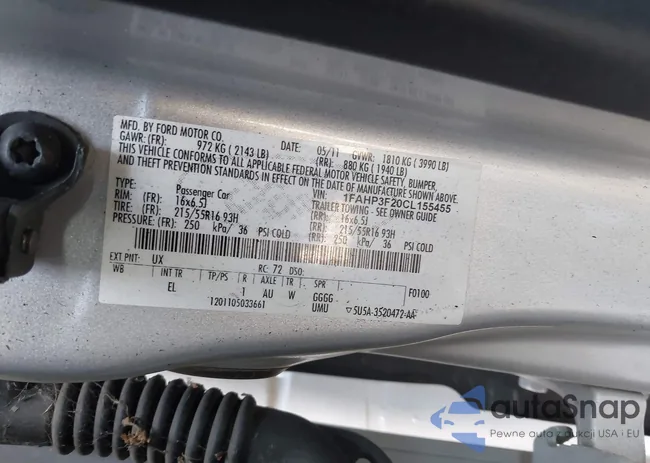 MFD. BY FORD MOTOR CO.
DATE: 05/11 GVWR: 1810 KG ( 3990 LB)
GAWR: (FR): 972 KG ( 2143 LB) (RR): 880 KG ( 1940 LB)
THIS VEHICLE CONFORMS TO ALL APPLICABLE FEDERAL MOTOR VEHICLE SAFETY, BUMPER,
AND THEFT PREVENTION STANDARDS IN EFFECT ON THE DATE OF MANUFACTURE SHOWN ABOVE.
VIN: 1FAHP3F20CL155455
TYPE: Passenger Car TRAILER TOWING - SEE OWNER GUIDE
RIM: (FR): 16x6.5J (RR): 16x6.5J
TIRE: (FR): 215/55R16 93H (RR): 215/55R16 93H
PRESSURE: (FR): 250 kPa/ 36 PSI COLD (RR): 250 kPa/ 36 PSI COLD
EXT PNT: UX RC: 72 DSO: F0100
WB INT TR TP/PS R AXLE TR SPR
EL 1 AU W GGGG
UMU
1201105033661 ▽5U5A-3520472-AA
autoSnap
Pewne auta z aukcji USA i EU